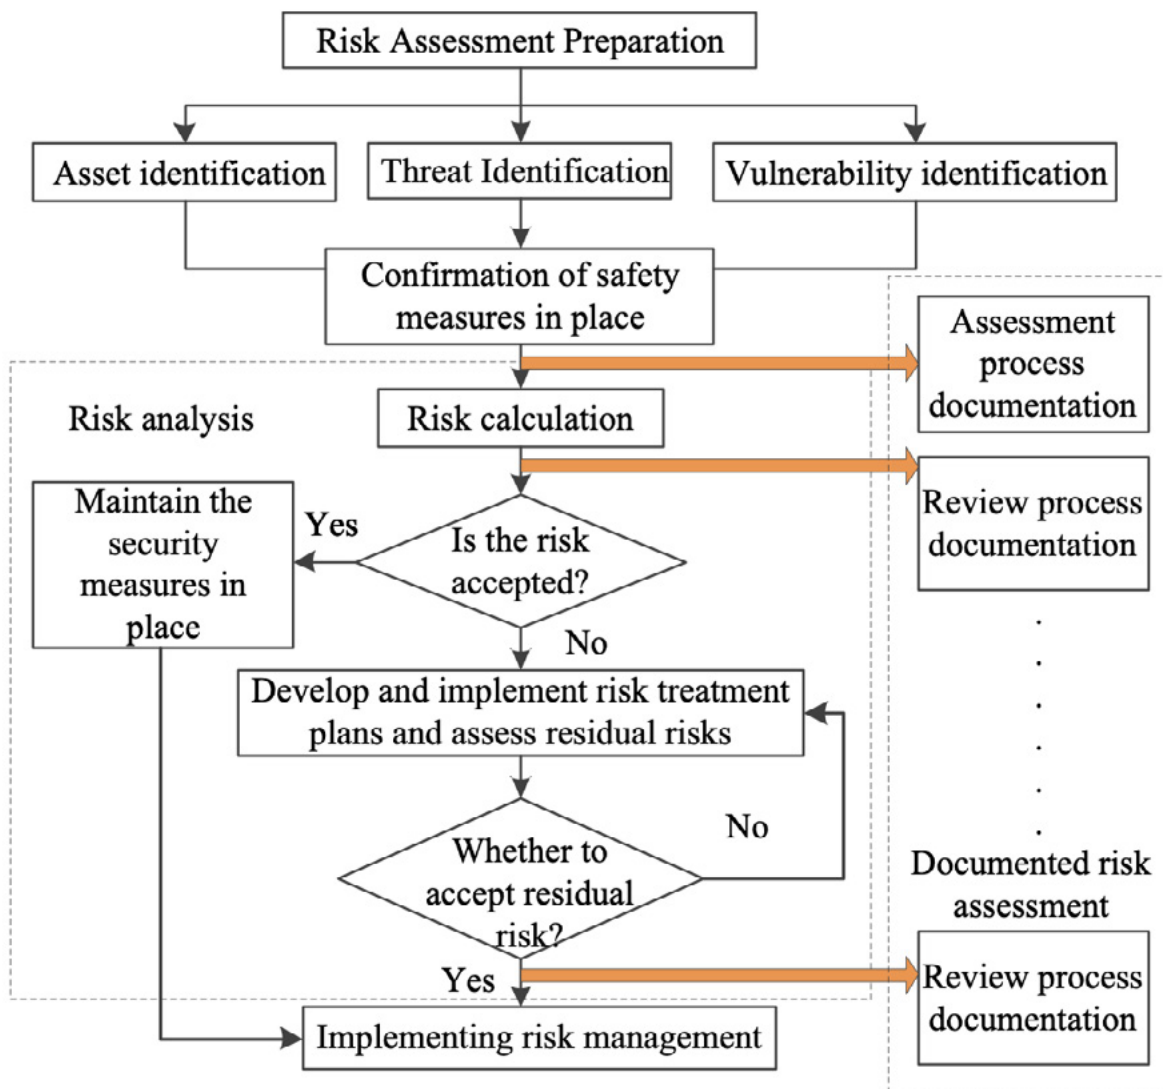 Risk Assessment Preparation
Asset identification
Threat Identification
Vulnerability identification
Confirmation of safety
measures in place
Assessment
process
documentation
Risk analysis
Risk calculation
Review process
documentation
Maintain the
security
measures in
place
Yes
Is the risk
accepted?
No
Develop and implement risk treatment
plans and assess residual risks
Whether to
accept residual
risk?
No
Documented risk
assessment
Yes
Review process
documentation
Implementing risk management